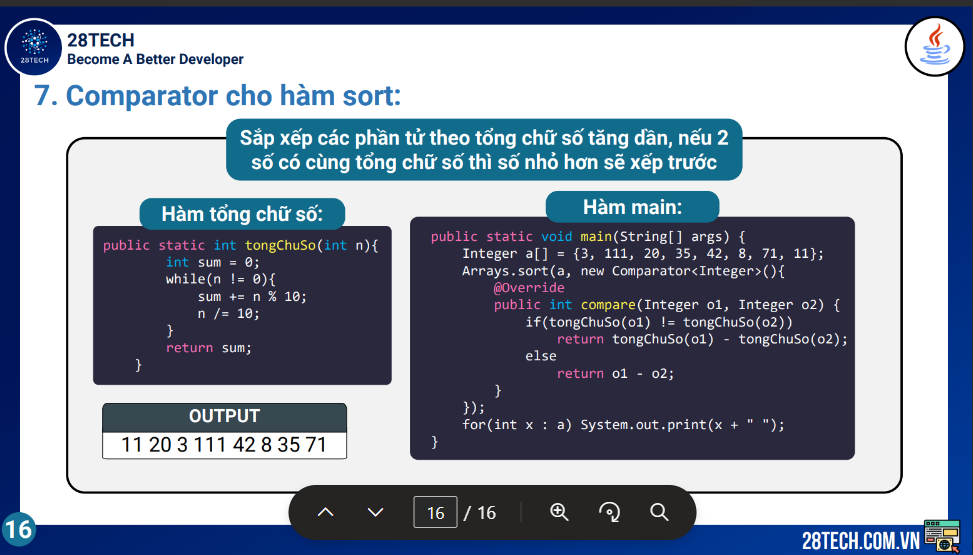 28TECH
Become A Better Developer
28TECH
7. Comparator cho hàm sort:
Sắp xếp các phần tử theo tổng chữ số tăng dần, nếu 2
số có cùng tổng chữ số thì số nhỏ hơn sẽ xếp trước
Hàm tổng chữ số:
public static int tongChuSo(int n){
int sum = 0;
while(n != 0){
sum += n % 10;
n /= 10;
}
return sum;
}
OUTPUT
11 20 3 111 42 8 35 71
Hàm main:
public static void main(String[] args) {
Integer a[] = {3, 111, 20, 35, 42, 8, 71, 11};
Arrays.sort(a, new Comparator<Integer>(){
@Override
public int compare(Integer o1, Integer o2) {
if(tongChuSo(o1) != tongChuSo(o2))
return tongChuSo(o1) - tongChuSo(o2);
else
return o1 - o2;
}
});
for(int x : a) System.out.print(x + " ");
}
16 / 16
16
28TECH.COM.VN